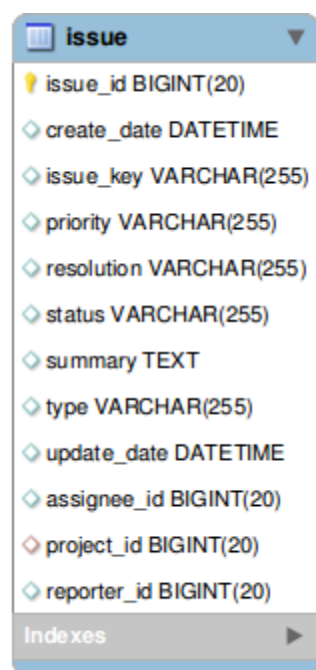 issue
issue_id BIGINT(20)
create_date DATETIME
issue_key VARCHAR(255)
priority VARCHAR(255)
resolution VARCHAR(255)
status VARCHAR(255)
summary TEXT
type VARCHAR(255)
update_date DATETIME
assignee_id BIGINT(20)
project_id BIGINT(20)
reporter_id BIGINT(20)
Indexes